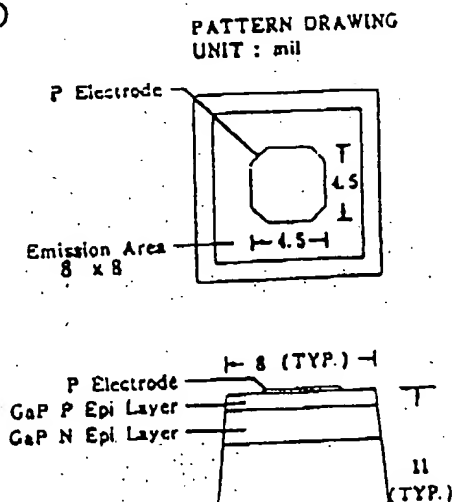 PATTERN DRAWING
UNIT : mil
P Electrode
4.5
4.5
Emission Area
8 x 8
8 (TYP.)
P Electrode
GaP P Epi Layer
GaP N Epi Layer
11
(TYP.)